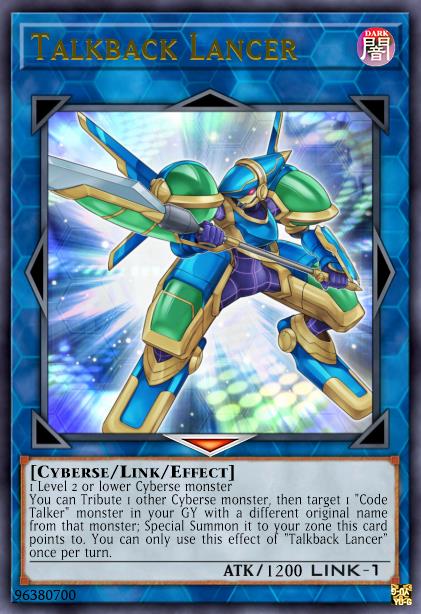 Talkback Lancer
DARK
闇
[Cyberse/Link/Effect]
1 Level 2 or lower Cyberse monster
You can Tribute 1 other Cyberse monster, then target 1 "Code
Talker" monster in your GY with a different original name
from that monster; Special Summon it to your zone this card
points to. You can only use this effect of "Talkback Lancer"
once per turn.
ATK/1200 LINK-1
96380700